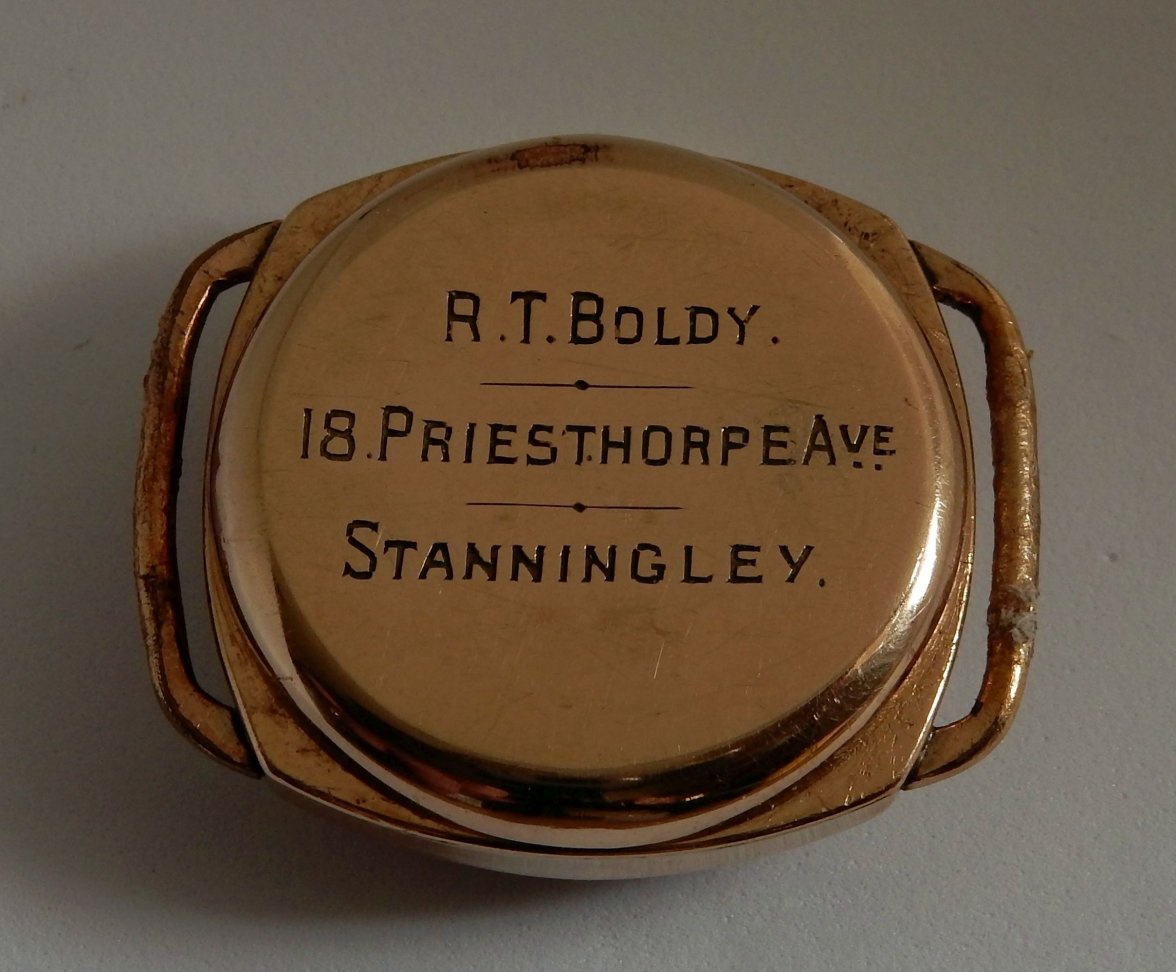 R.T. BOLDY.
18. PRIESTHORPE AVE
STANNINGLEY.